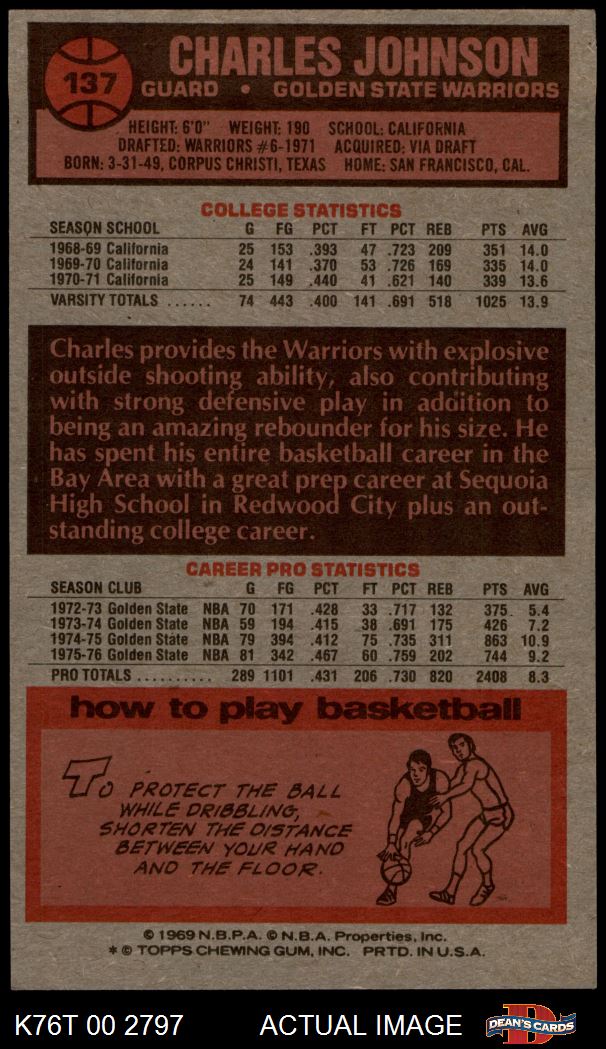 137
CHARLES JOHNSON
GUARD • GOLDEN STATE WARRIORS
HEIGHT: 6'0" WEIGHT: 190 SCHOOL: CALIFORNIA
DRAFTED: WARRIORS #6-1971 ACQUIRED: VIA DRAFT
BORN: 3-31-49, CORPUS CHRISTI, TEXAS HOME: SAN FRANCISCO, CAL.
COLLEGE STATISTICS
SEASON SCHOOL G FG PCT FT PCT REB PTS AVG
1968-69 California 25 153 .393 47 .723 209 351 14.0
1969-70 California 24 141 .370 53 .726 169 335 14.0
1970-71 California 25 149 .440 41 .621 140 339 13.6
VARSITY TOTALS ...... 74 443 .400 141 .691 518 1025 13.9
Charles provides the Warriors with explosive
outside shooting ability, also contributing
with strong defensive play in addition to
being an amazing rebounder for his size. He
has spent his entire basketball career in the
Bay Area with a great prep career at Sequoia
High School in Redwood City plus an out-
standing college career.
CAREER PRO STATISTICS
SEASON CLUB G FG PCT FT PCT REB PTS AVG
1972-73 Golden State NBA 70 171 .428 33 .717 132 375 5.4
1973-74 Golden State NBA 59 194 .415 38 .691 175 426 7.2
1974-75 Golden State NBA 79 394 .412 75 .735 311 863 10.9
1975-76 Golden State NBA 81 342 .467 60 .759 202 744 9.2
PRO TOTALS .......... 289 1101 .431 206 .730 820 2408 8.3
how to play basketball
TO PROTECT THE BALL
WHILE DRIBBLING,
SHORTEN THE DISTANCE
BETWEEN YOUR HAND
AND THE FLOOR.
© 1969 N.B.P.A. © N.B.A. Properties, Inc.
* © TOPPS CHEWING GUM, INC. PRTD. IN U.S.A.
K76T 00 2797 ACTUAL IMAGE DEAN'S CARDS